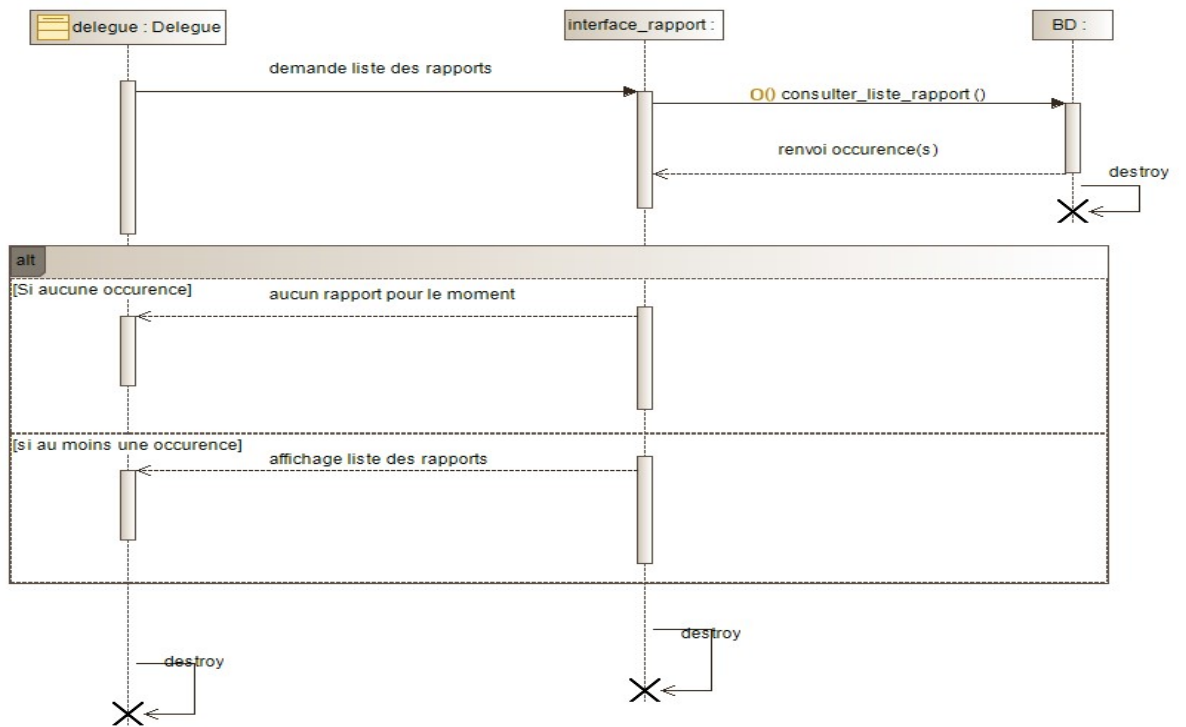 delegue : Delegue
interface_rapport :
BD :
demande liste des rapports
O() consulter_liste_rapport ()
renvoi occurence(s)
destroy
alt
[Si aucune occurence]
aucun rapport pour le moment
[si au moins une occurence]
affichage liste des rapports
destroy
destroy